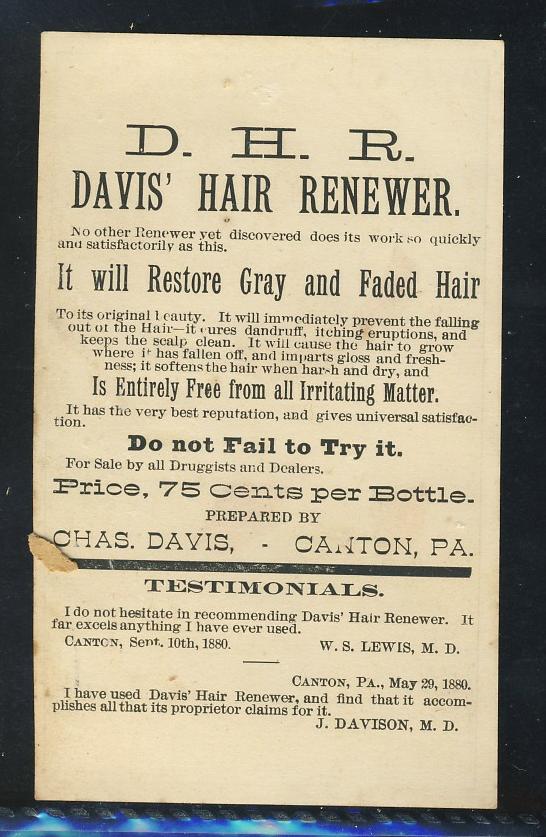 D. H. R.
DAVIS' HAIR RENEWER.
No other Renewer yet discovered does its work so quickly
and satisfactorily as this.
It will Restore Gray and Faded Hair
To its original beauty. It will immediately prevent the falling
out of the Hair—it cures dandruff, itching eruptions, and
keeps the scalp clean. It will cause the hair to grow
where it has fallen off, and imparts gloss and fresh-
ness; it softens the hair when harsh and dry, and
Is Entirely Free from all Irritating Matter.
It has the very best reputation, and gives universal satisfac-
tion.
Do not Fail to Try it.
For Sale by all Druggists and Dealers.
Price, 75 Cents per Bottle.
PREPARED BY
CHAS. DAVIS, - CANTON, PA.
TESTIMONIALS.
I do not hesitate in recommending Davis' Hair Renewer. It
far excels anything I have ever used.
CANTON, Sept. 10th, 1880. W. S. LEWIS, M. D.
CANTON, PA., May 29, 1880.
I have used Davis' Hair Renewer, and find that it accom-
plishes all that its proprietor claims for it.
J. DAVISON, M. D.